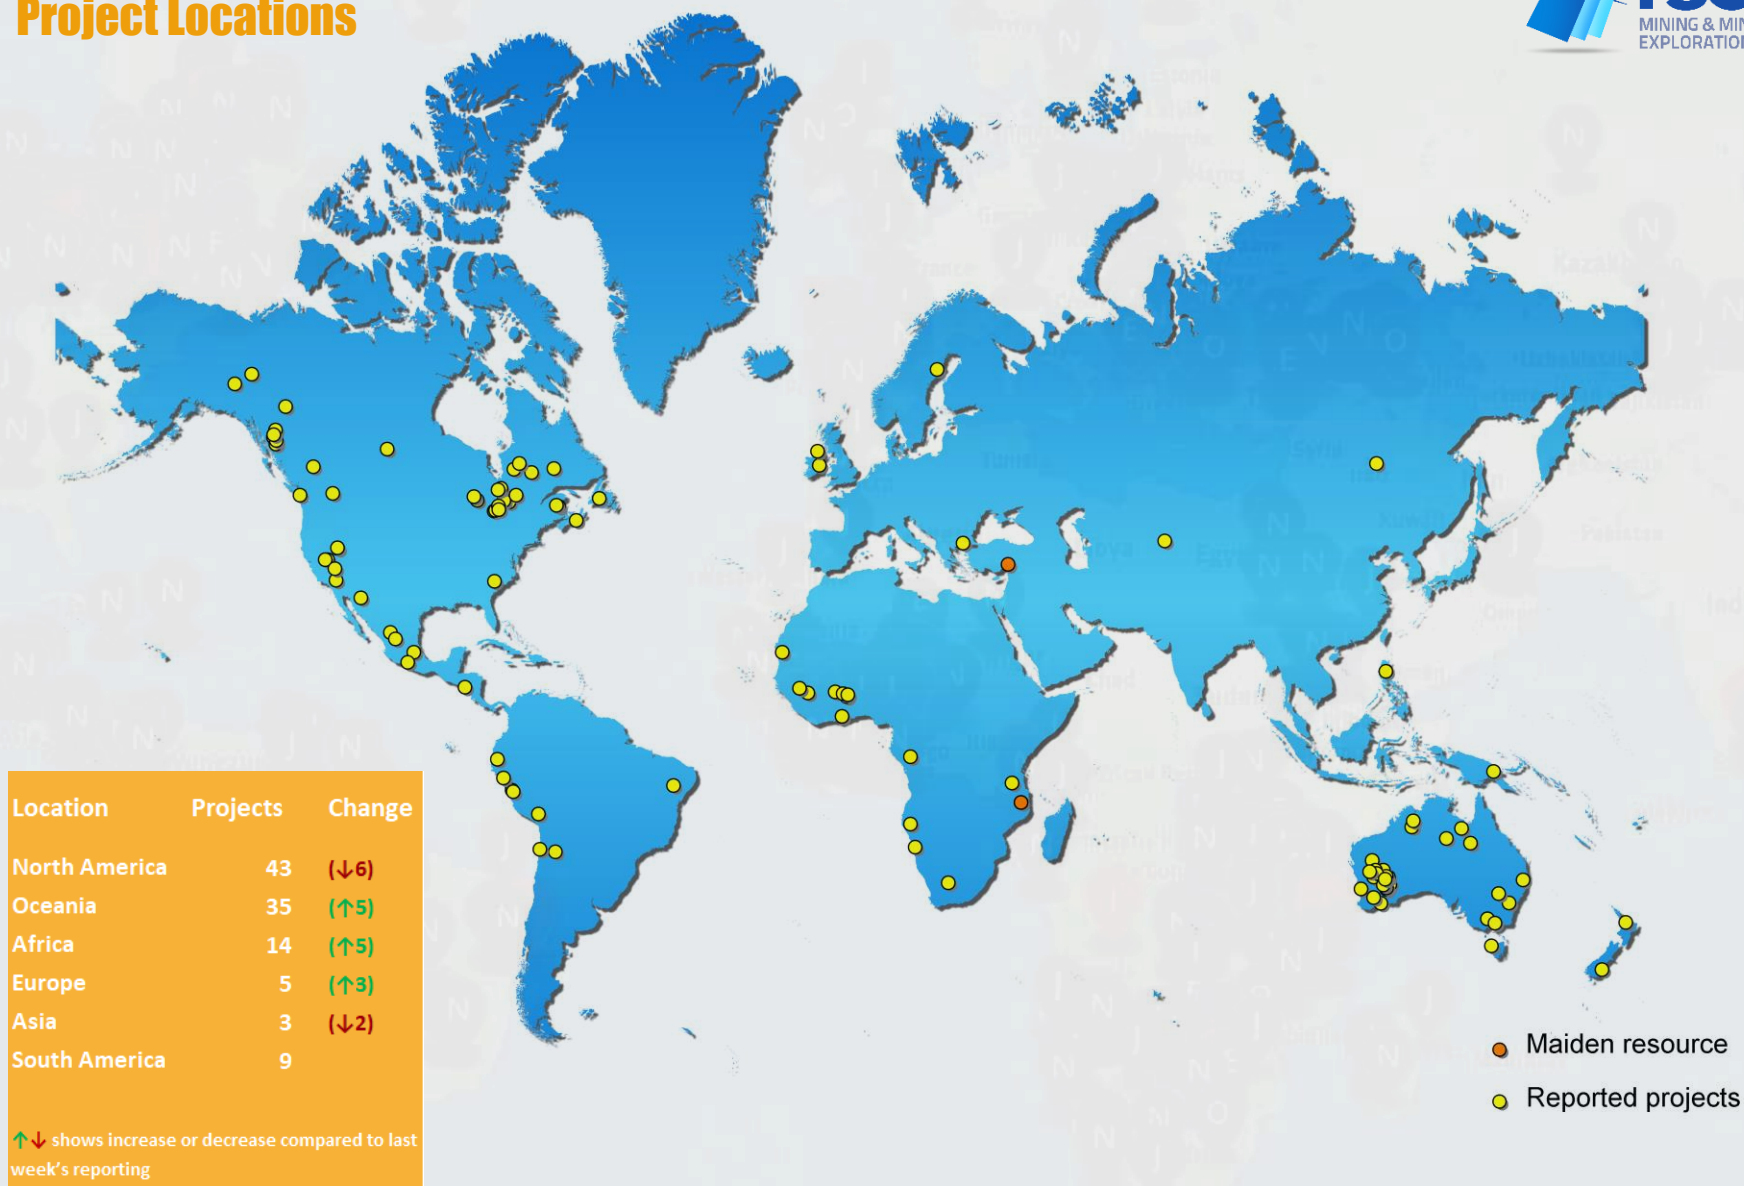 Project Locations
MINING &
EXPLORATION
Location Projects Change
North America 43 (↓6)
Oceania 35 (↑5)
Africa 14 (↑5)
Europe 5 (↑3)
Asia 3 (↓2)
South America 9
↑↓ shows increase or decrease compared to last
week's reporting
Maiden resource
Reported projects